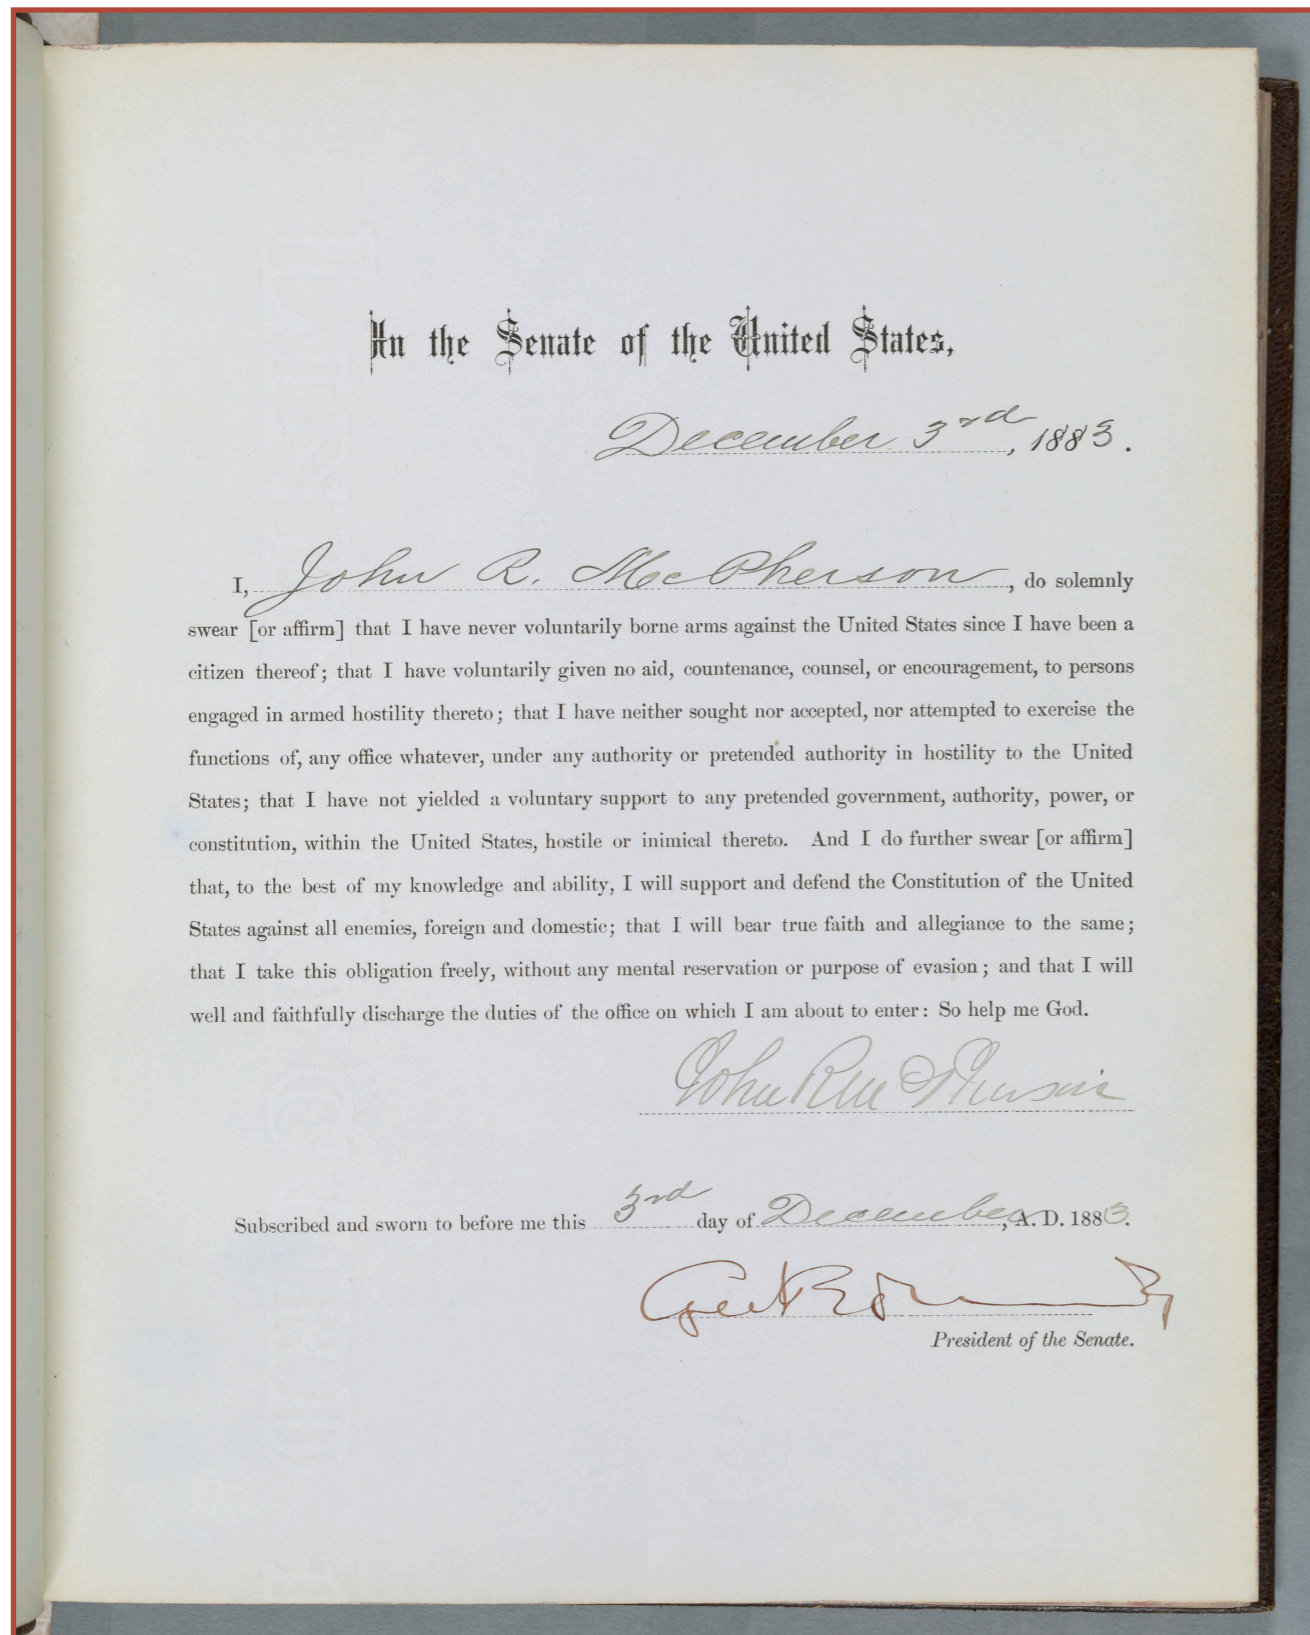 In the Senate of the United States,
December 3rd, 1883.
I, John R. McPherson, do solemnly
swear [or affirm] that I have never voluntarily borne arms against the United States since I have been a
citizen thereof; that I have voluntarily given no aid, countenance, counsel, or encouragement, to persons
engaged in armed hostility thereto; that I have neither sought nor accepted, nor attempted to exercise the
functions of, any office whatever, under any authority or pretended authority in hostility to the United
States; that I have not yielded a voluntary support to any pretended government, authority, power, or
constitution, within the United States, hostile or inimical thereto. And I do further swear [or affirm]
that, to the best of my knowledge and ability, I will support and defend the Constitution of the United
States against all enemies, foreign and domestic; that I will bear true faith and allegiance to the same;
that I take this obligation freely, without any mental reservation or purpose of evasion; and that I will
well and faithfully discharge the duties of the office on which I am about to enter: So help me God.
John R McPherson
Subscribed and sworn to before me this 3rd day of December, A. D. 1883.
Geo F Edmunds
President of the Senate.